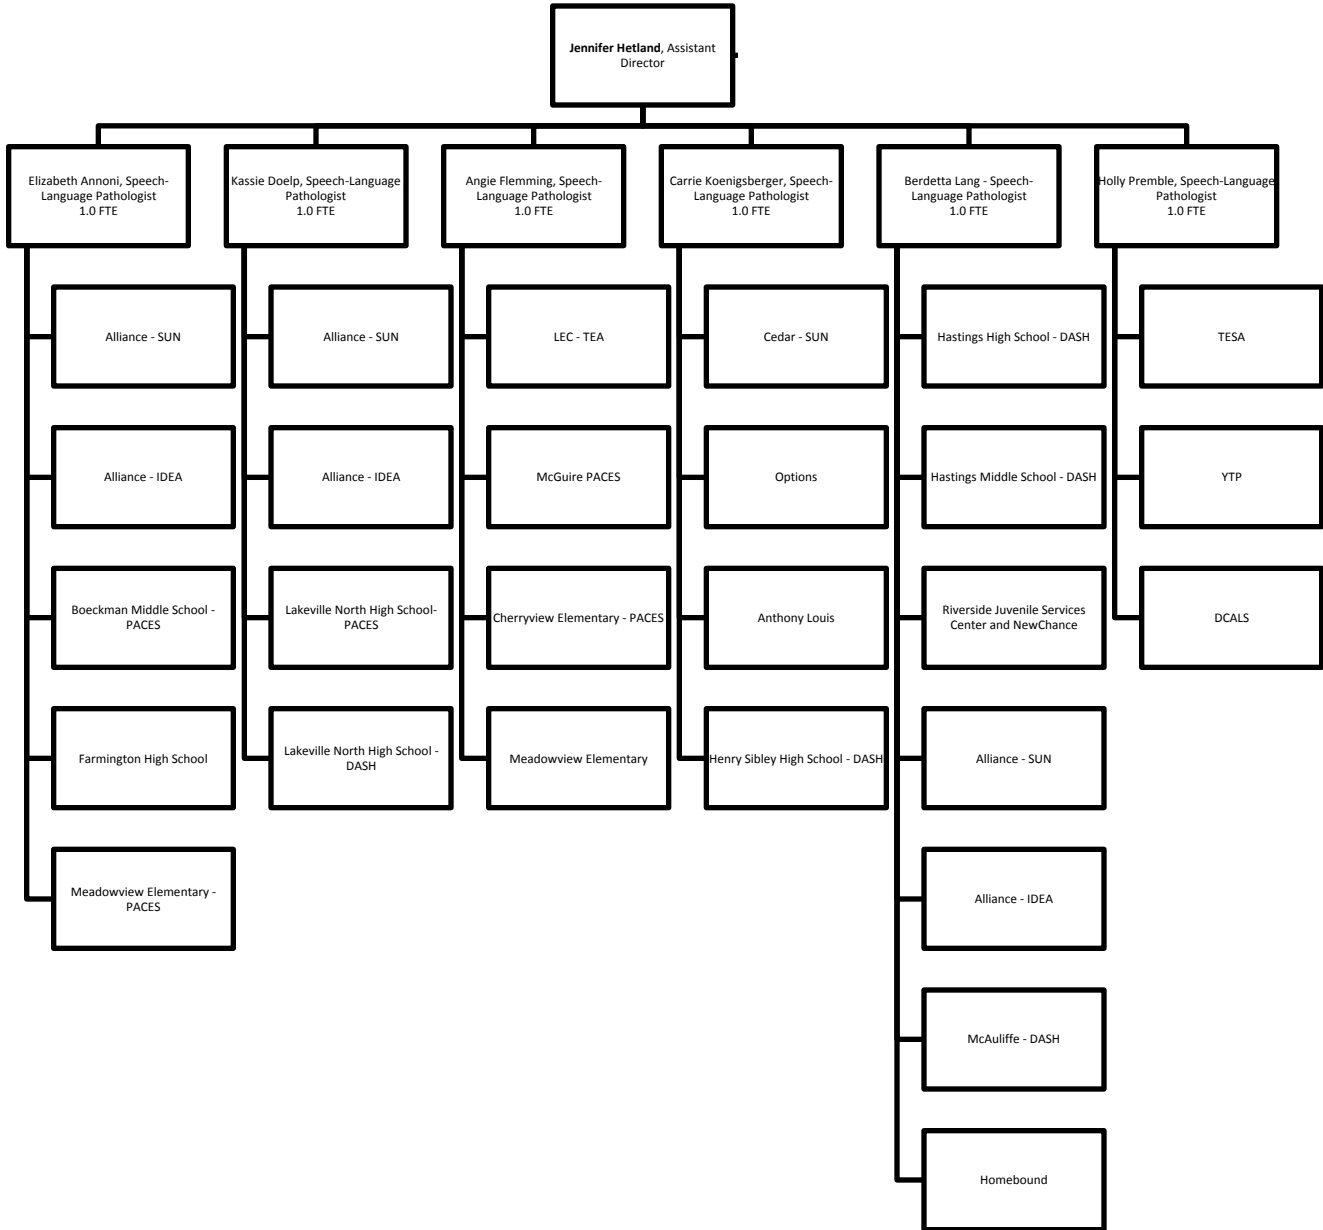 Jennifer Hetland, Assistant
Director
Elizabeth Annoni, Speech-
Language Pathologist
1.0 FTE
Kassie Doelp, Speech-Language
Pathologist
1.0 FTE
Angie Flemming, Speech-
Language Pathologist
1.0 FTE
Carrie Koenigsberger, Speech-
Language Pathologist
1.0 FTE
Berdetta Lang - Speech-
Language Pathologist
1.0 FTE
Holly Premble, Speech-Language
Pathologist
1.0 FTE
Alliance - SUN
Alliance - SUN
LEC - TEA
Cedar - SUN
Hastings High School - DASH
TESA
Alliance - IDEA
Alliance - IDEA
McGuire PACES
Options
Hastings Middle School - DASH
YTP
Boeckman Middle School -
PACES
Lakeville North High School-
PACES
Cherryview Elementary - PACES
Anthony Louis
Riverside Juvenile Services
Center and NewChance
DCALS
Farmington High School
Lakeville North High School -
DASH
Meadowview Elementary
Henry Sibley High School - DASH
Alliance - SUN
Meadowview Elementary -
PACES
Alliance - IDEA
McAuliffe - DASH
Homebound